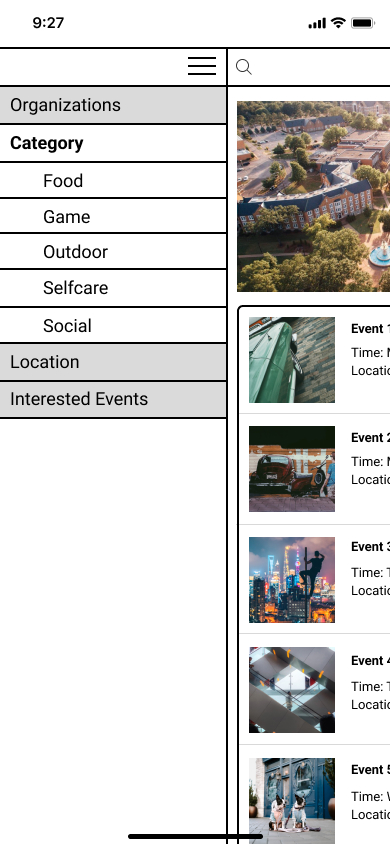 9:27
Organizations
Category
Food
Game
Outdoor
Selfcare
Social
Location
Interested Events
Event 1
Time: M
Locatio
Event 2
Time: M
Locatio
Event 3
Time: T
Locatio
Event 4
Time: T
Locatio
Event 5
Time: W
Locatio